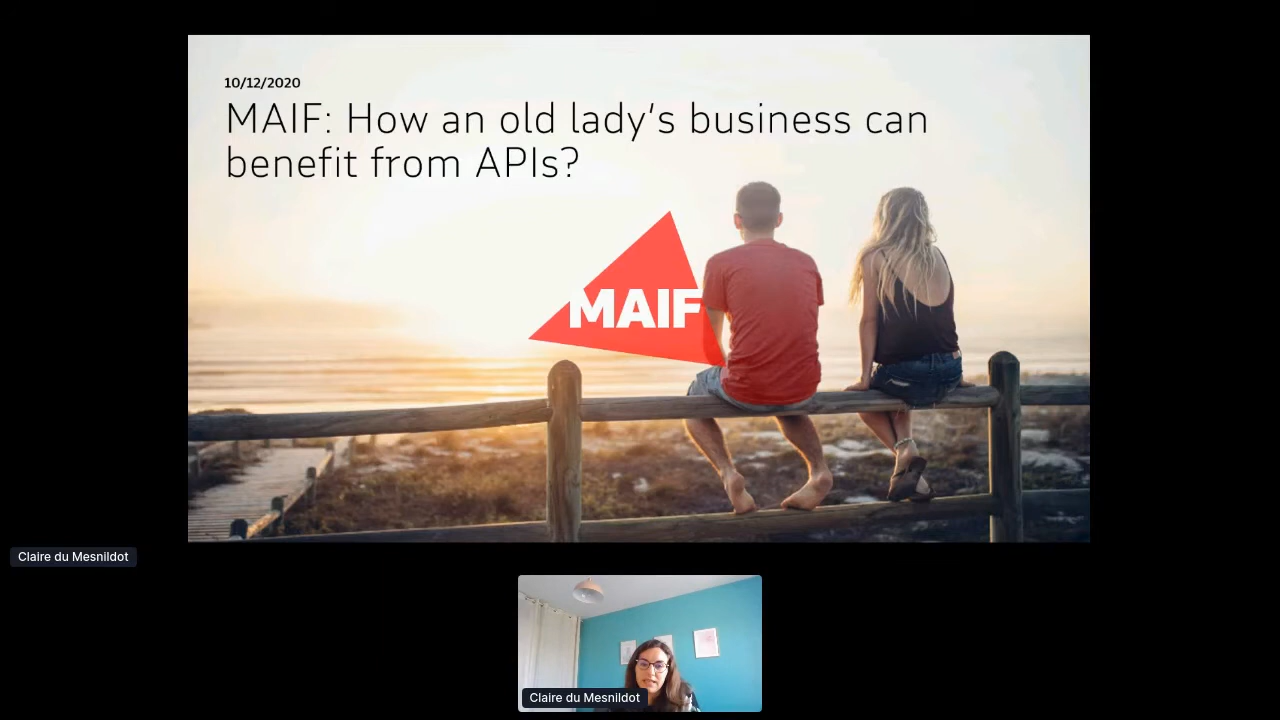 10/12/2020
MAIF: How an old lady's business can
benefit from APIs?
MAIF
Claire du Mesnildot
Claire du Mesnildot